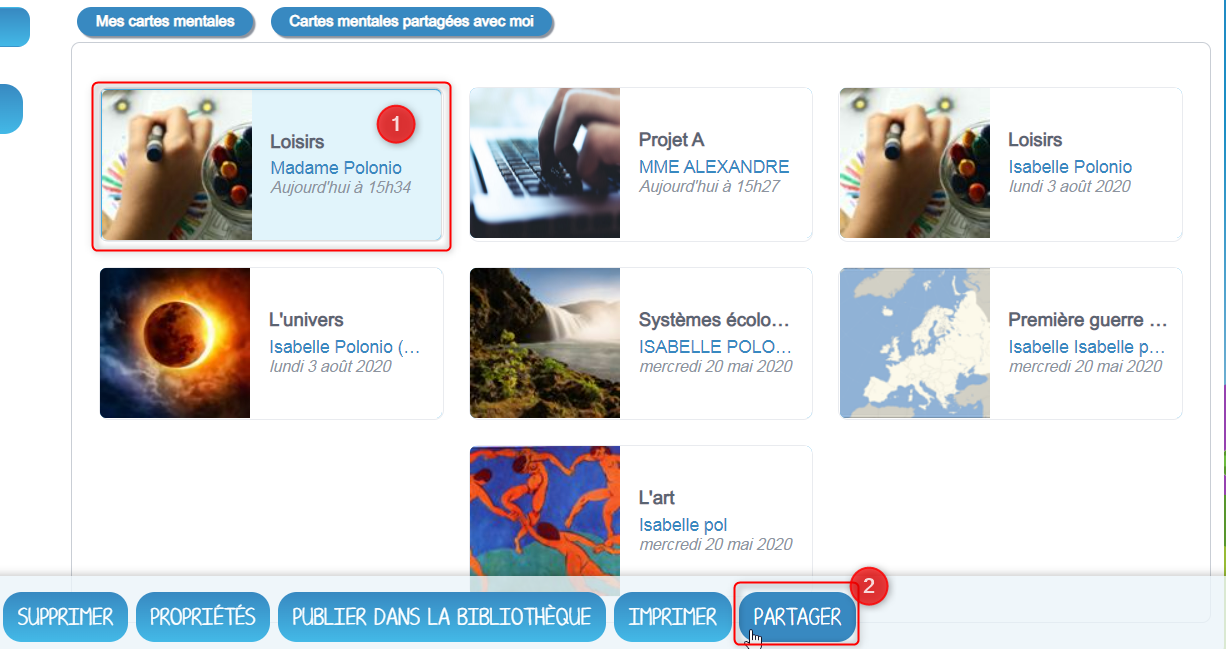 Mes cartes mentales
Cartes mentales partagées avec moi
1
Loisirs
Madame Polonio
Aujourd'hui à 15h34
Projet A
MME ALEXANDRE
Aujourd'hui à 15h27
Loisirs
Isabelle Polonio
lundi 3 août 2020
L'univers
Isabelle Polonio (...
lundi 3 août 2020
Systèmes écolo...
ISABELLE POLO...
mercredi 20 mai 2020
Première guerre ...
Isabelle Isabelle p...
mercredi 20 mai 2020
L'art
Isabelle pol
mercredi 20 mai 2020
2
SUPPRIMER
PROPRIÉTÉS
PUBLIER DANS LA BIBLIOTHÈQUE
IMPRIMER
PARTAGER